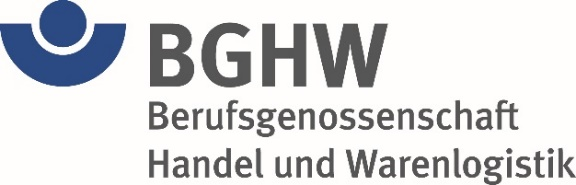 BGHW
Berufsgenossenschaft
Handel und Warenlogistik